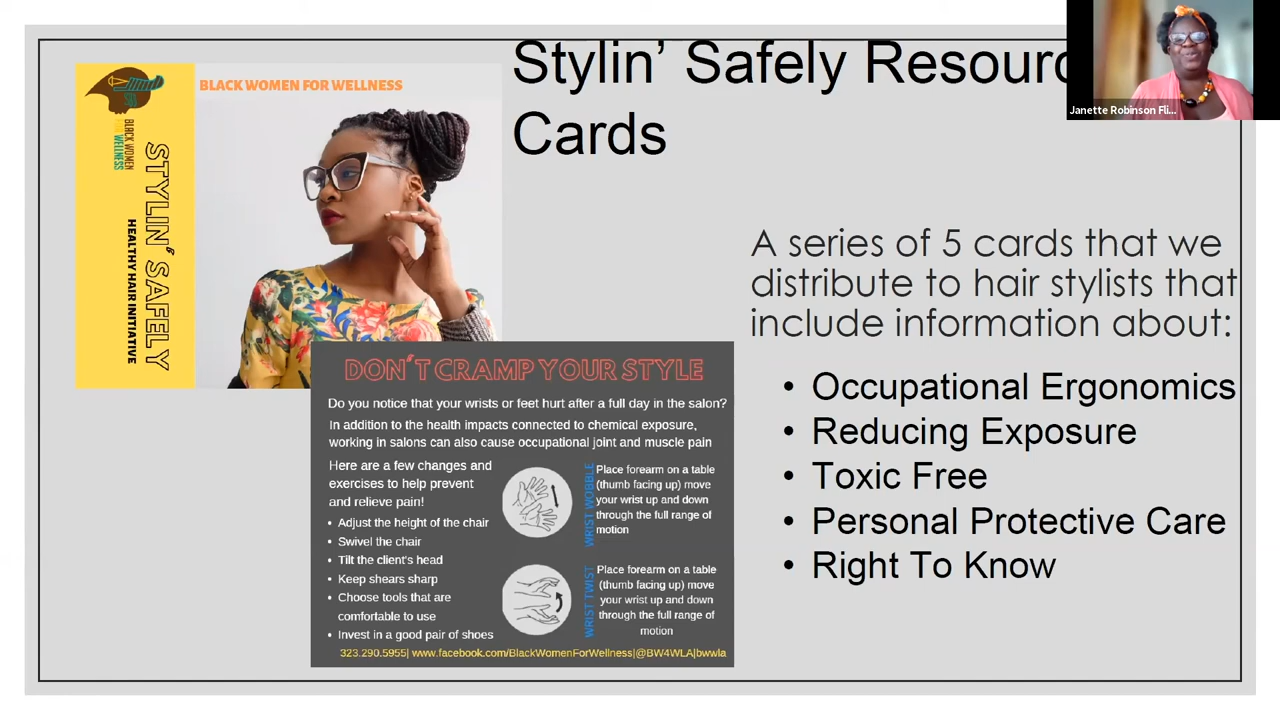 Stylin’ Safely Resourc
Cards
Janette Robinson Fli...
BLACK WOMEN FOR WELLNESS
BLACK WOMEN
FOR WELLNESS
STYLIN' SAFELY
HEALTHY HAIR INITIATIVE
A series of 5 cards that we
distribute to hair stylists that
include information about:
• Occupational Ergonomics
• Reducing Exposure
• Toxic Free
• Personal Protective Care
• Right To Know
DON'T CRAMP YOUR STYLE
Do you notice that your wrists or feet hurt after a full day in the salon?
In addition to the health impacts connected to chemical exposure,
working in salons can also cause occupational joint and muscle pain
Here are a few changes and
exercises to help prevent
and relieve pain!
• Adjust the height of the chair
• Swivel the chair
• Tilt the client's head
• Keep shears sharp
• Choose tools that are
comfortable to use
• Invest in a good pair of shoes
WRIST WOBBLE
Place forearm on a table
(thumb facing up) move
your wrist up and down
through the full range of
motion
WRIST TWIST
Place forearm on a table
(thumb facing up) move
your wrist up and down
through the full range of
motion
323.290.5955| www.facebook.com/BlackWomenForWellness|@BW4WLA|bwwla